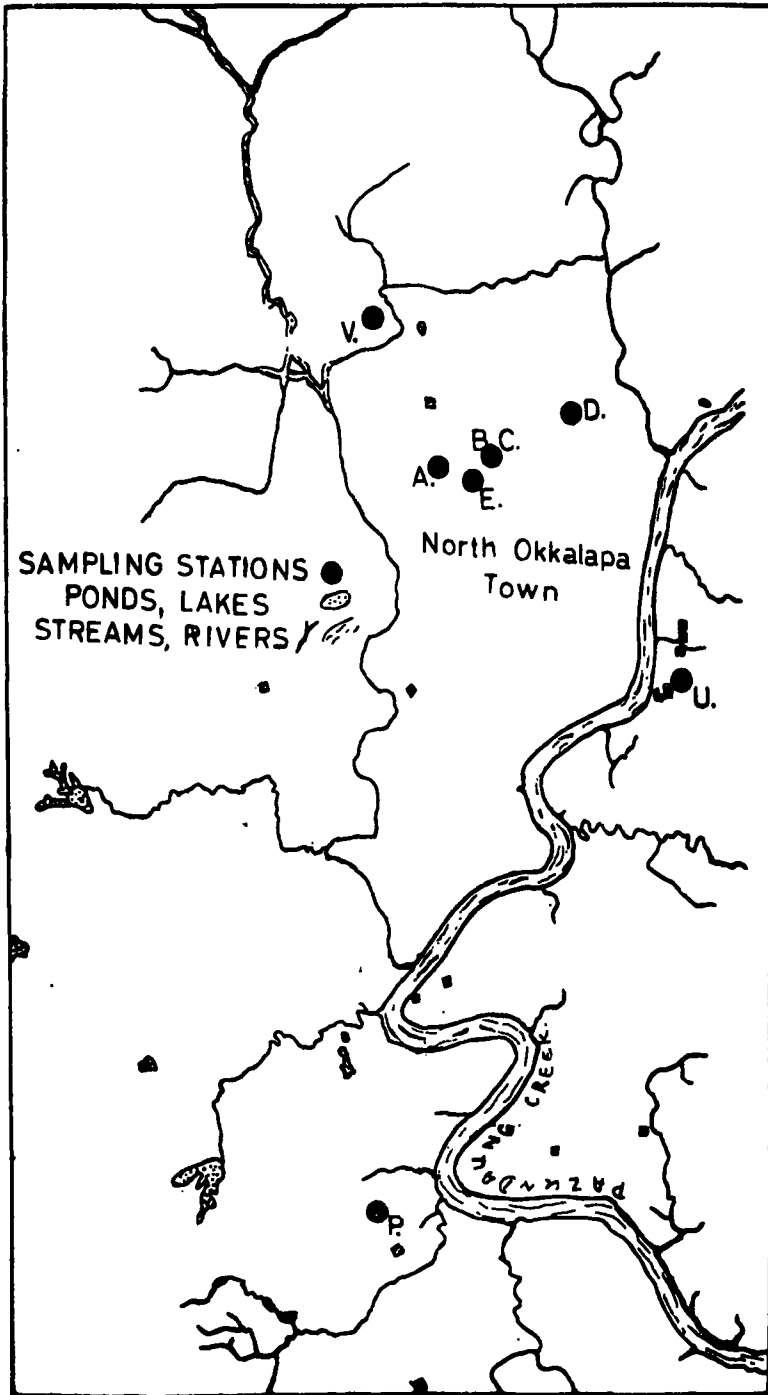 V.
D.
B. C.
A.
E.
North Okkalapa
Town
SAMPLING STATIONS
PONDS, LAKES
STREAMS, RIVERS
U.
PAZUNDAUNG CREEK
P.